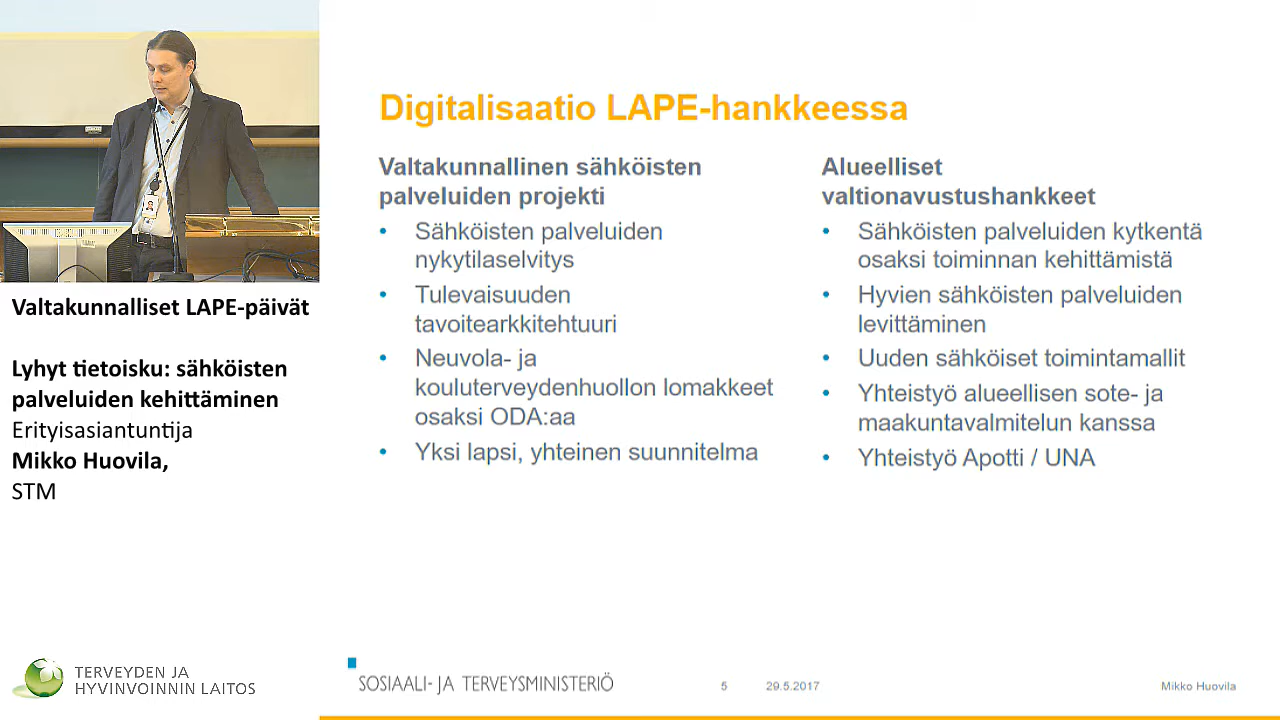 Valtakunnalliset LAPE-päivät
Lyhyt tietoisku: sähköisten
palveluiden kehittäminen
Erityisasiantuntija
Mikko Huovila,
STM
TERVEYDEN JA
HYVINVOINNIN LAITOS
Digitalisaatio LAPE-hankkeessa
Valtakunnallinen sähköisten
palveluiden projekti
• Sähköisten palveluiden
nykytilaselvitys
• Tulevaisuuden
tavoitearkkitehtuuri
• Neuvola- ja
kouluterveydenhuollon lomakkeet
osaksi ODA:aa
• Yksi lapsi, yhteinen suunnitelma
Alueelliset
valtionavustushankkeet
• Sähköisten palveluiden kytkentä
osaksi toiminnan kehittämistä
• Hyvien sähköisten palveluiden
levittäminen
• Uuden sähköiset toimintamallit
• Yhteistyö alueellisen sote- ja
maakuntavalmitelun kanssa
• Yhteistyö Apotti / UNA
SOSIAALI- JA TERVEYSMINISTERIÖ
5
29.5.2017
Mikko Huovila